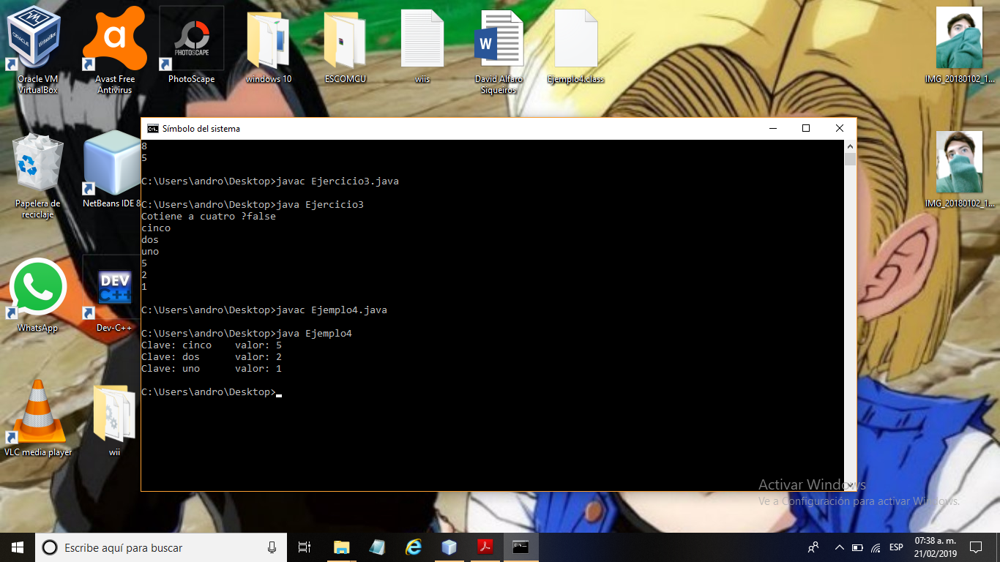 Oracle VM
VirtualBox
Avast Free
Antivirus
PHOTOSCAPE
PhotoScape
windows 10
ESCOMCU
wiis
W
David Alfaro
Siqueiros
Ejemplo4.class
IMG_20180102_1...
Papelera de
reciclaje
NetBeans IDE 8
IMG_20180102_1...
WhatsApp
DEV
C++
Dev-C++
VLC media player
wii
Símbolo del sistema
8
5
C:\Users\andro\Desktop>javac Ejercicio3.java
C:\Users\andro\Desktop>java Ejercicio3
Cotiene a cuatro ?false
cinco
dos
uno
5
2
1
C:\Users\andro\Desktop>javac Ejemplo4.java
C:\Users\andro\Desktop>java Ejemplo4
Clave: cinco    valor: 5
Clave: dos      valor: 2
Clave: uno      valor: 1
C:\Users\andro\Desktop>
Activar Windows
Ve a Configuración para activar Windows.
Escribe aquí para buscar
ESP
07:38 a. m.
21/02/2019